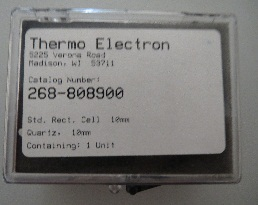 Thermo Electron
5225 Verona Road
Madison, WI 53711
Catalog Number:
268-808900
Std. Rect. Cell 10mm
Quartz, 10mm
Containing: 1 Unit